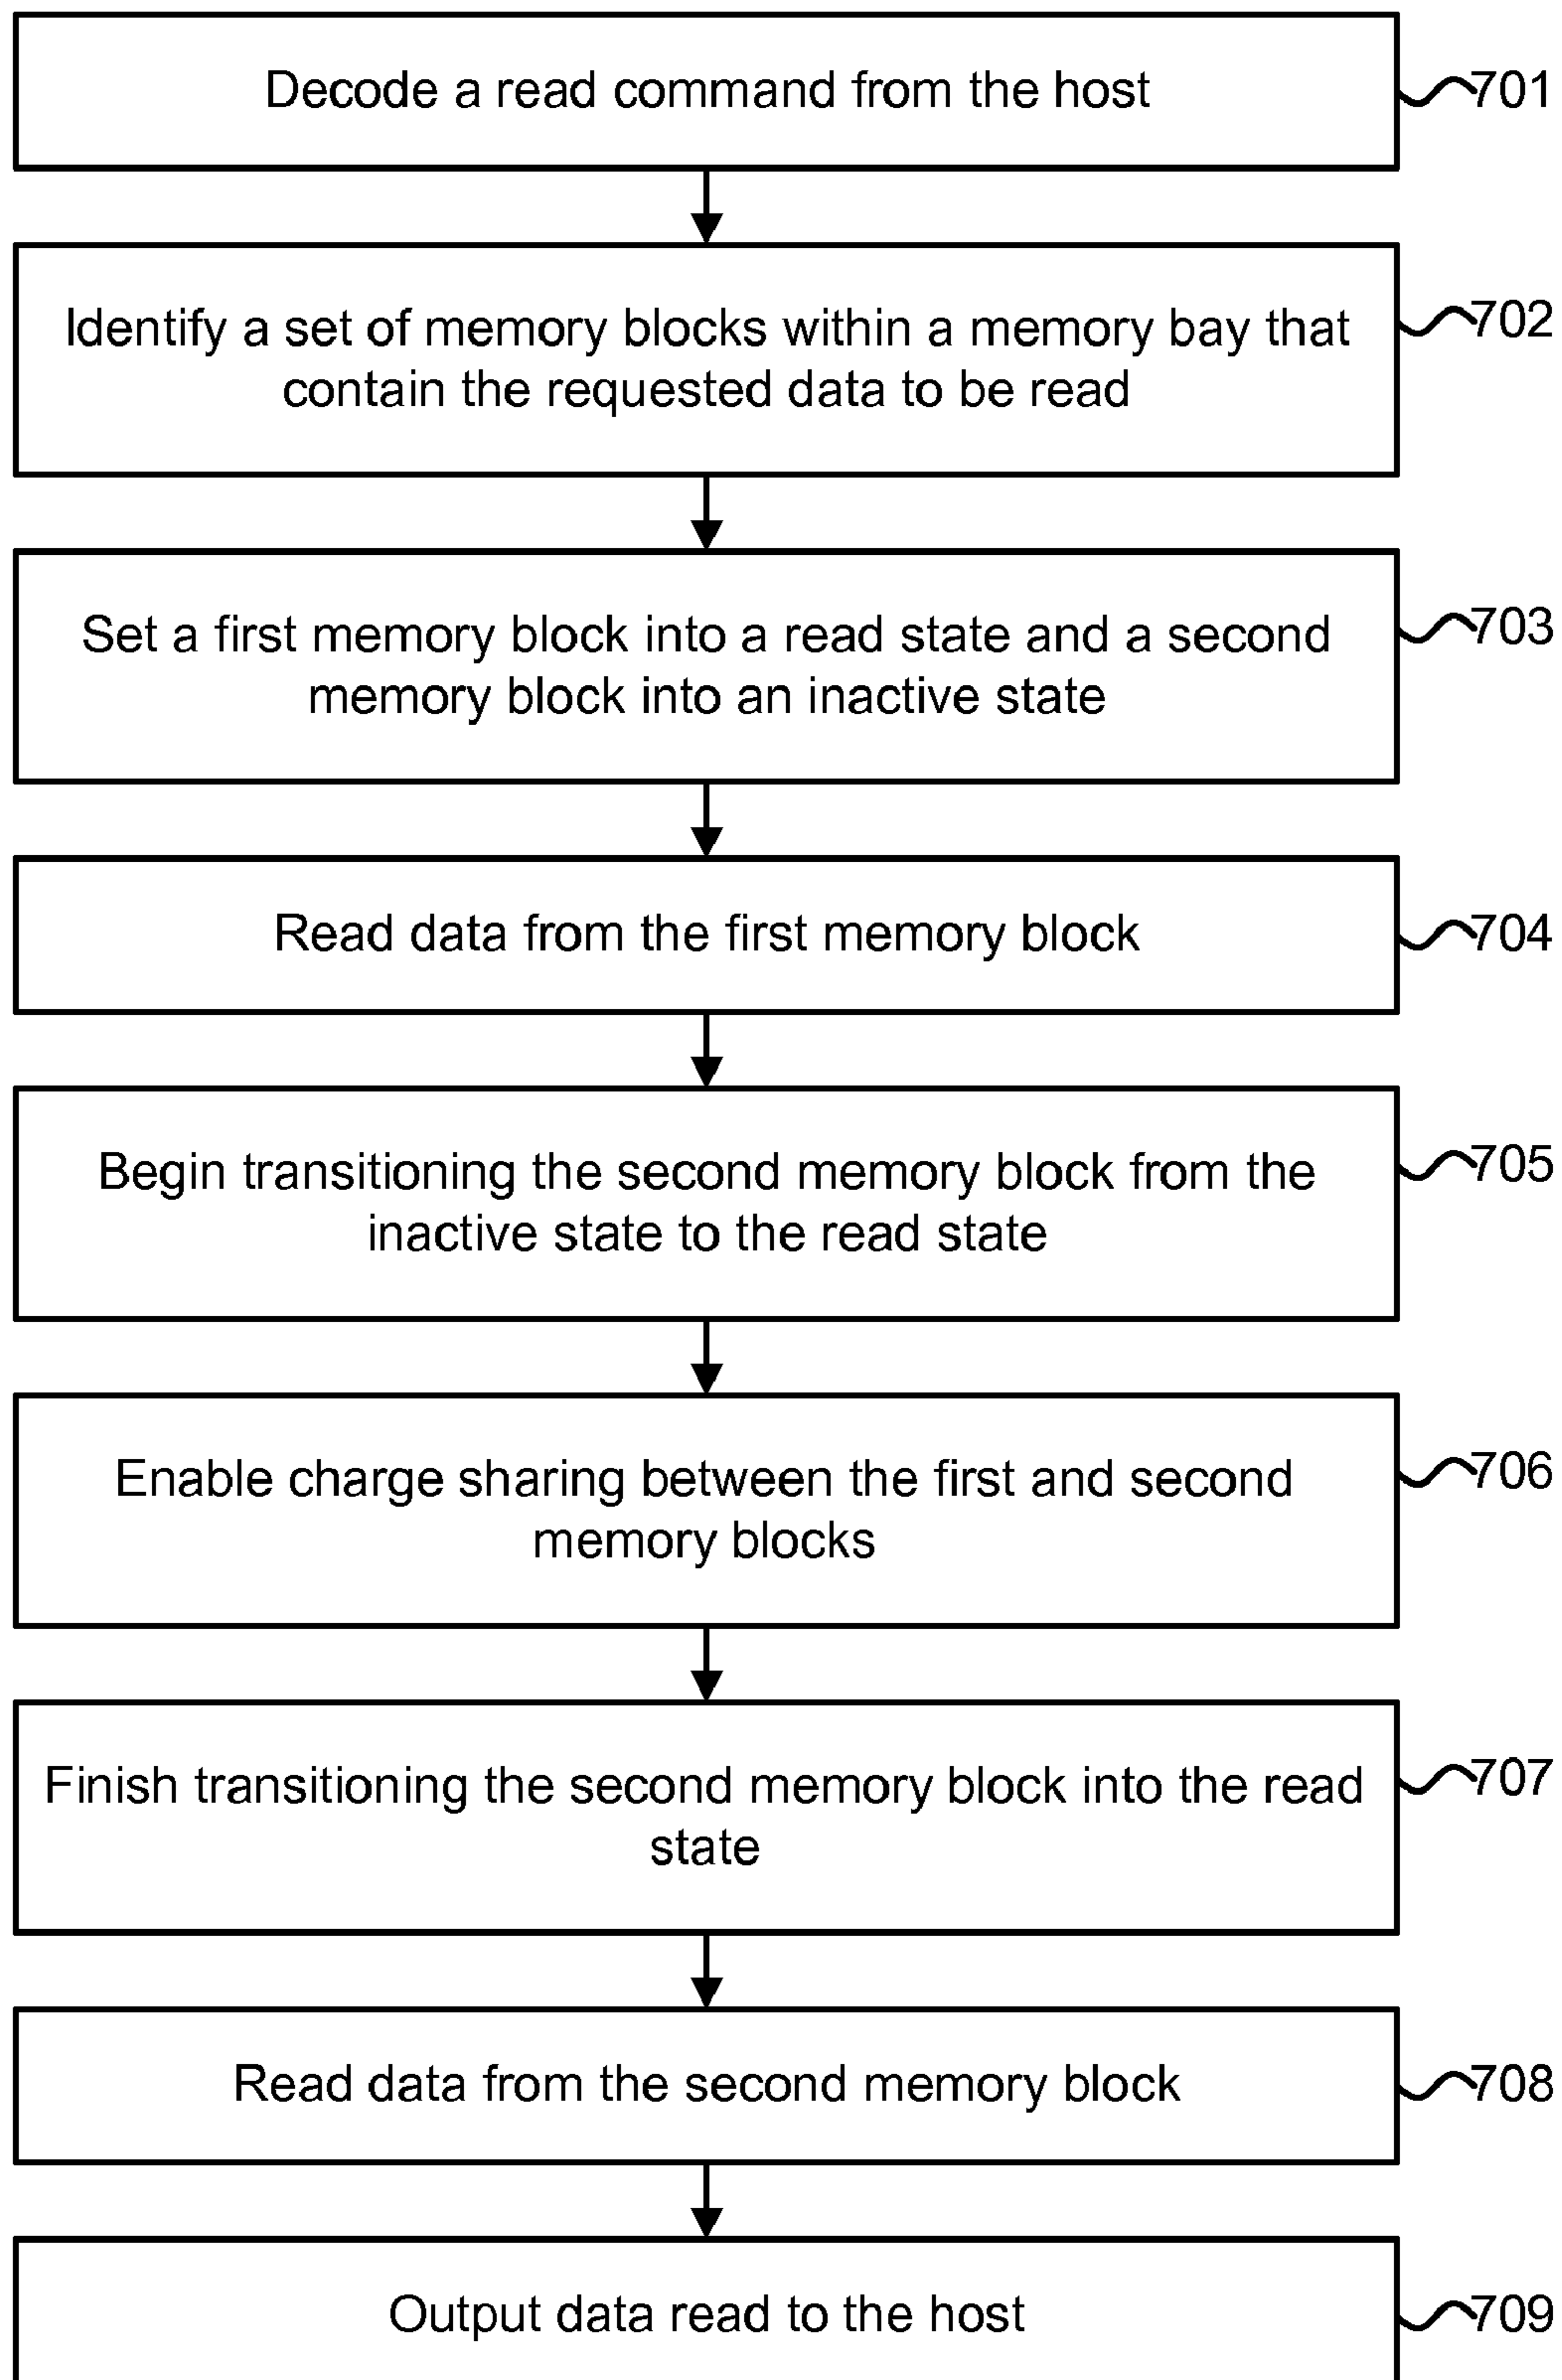 Decode a read command from the host
701
Identify a set of memory blocks within a memory bay that
contain the requested data to be read
702
Set a first memory block into a read state and a second
memory block into an inactive state
703
Read data from the first memory block
704
Begin transitioning the second memory block from the
inactive state to the read state
705
Enable charge sharing between the first and second
memory blocks
706
Finish transitioning the second memory block into the read
state
707
Read data from the second memory block
708
Output data read to the host
709